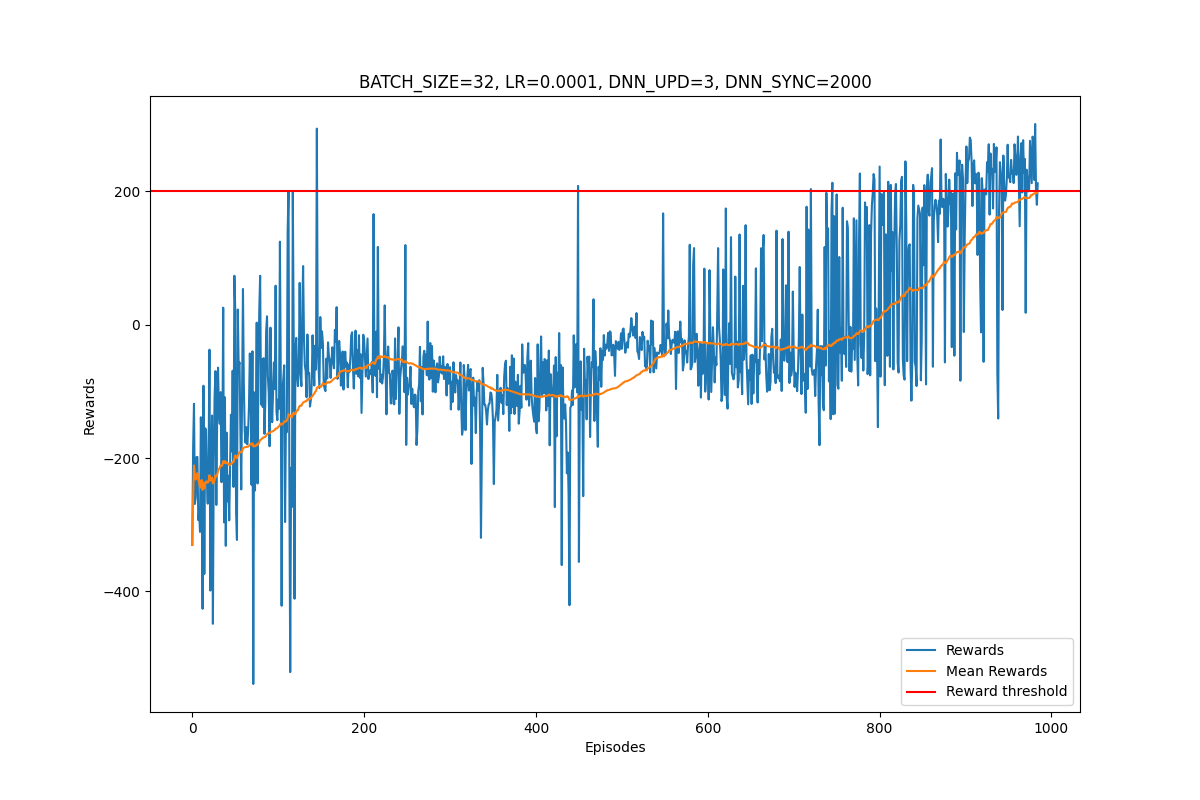 BATCH_SIZE=32, LR=0.0001, DNN_UPD=3, DNN_SYNC=2000
Rewards
200
0
−200
−400
0
200
400
600
800
1000
Episodes
Rewards
Mean Rewards
Reward threshold